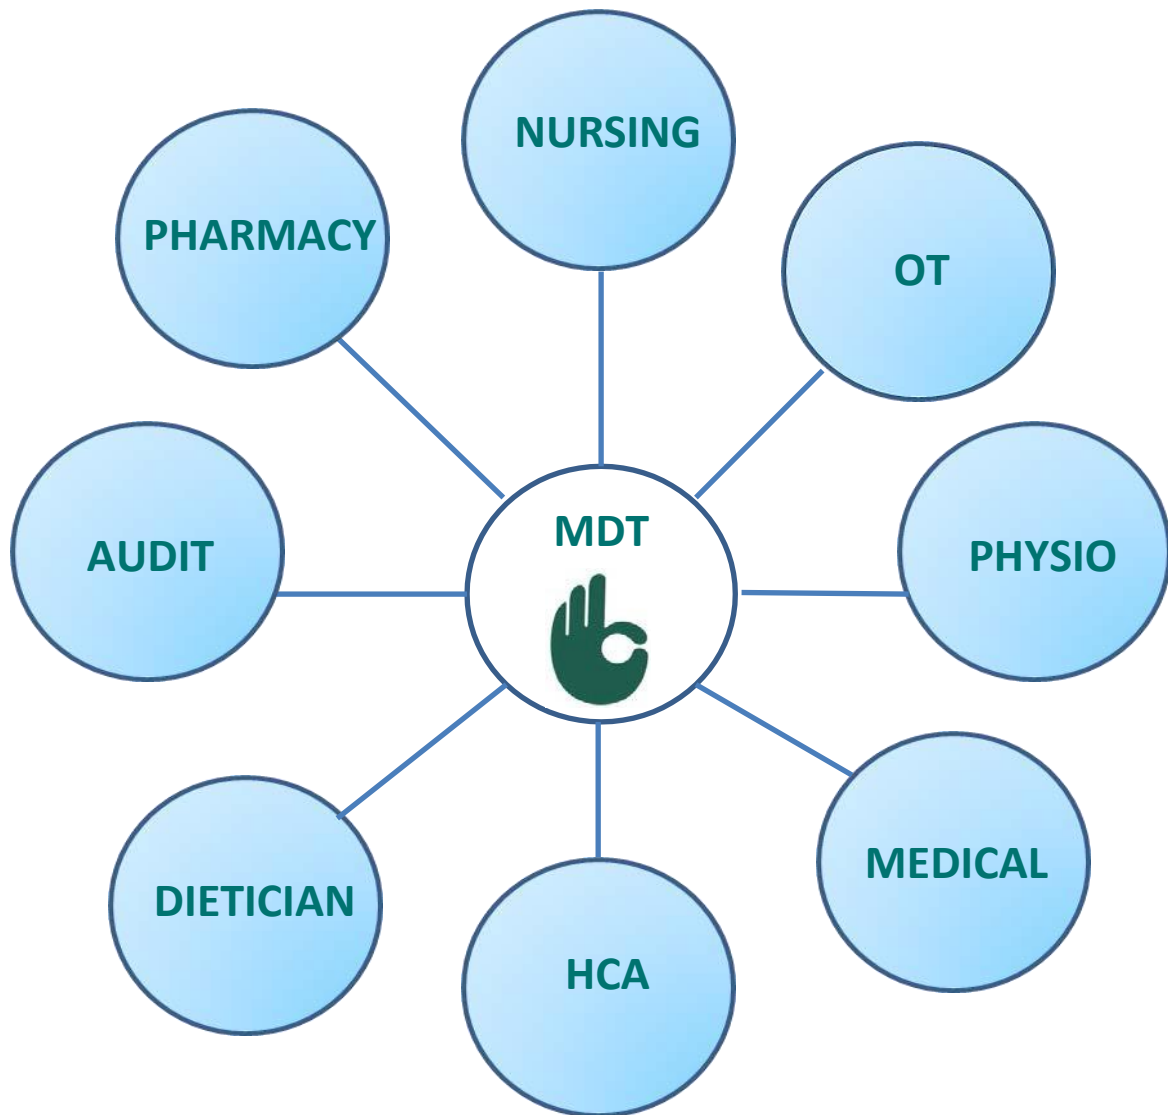 NURSING
PHARMACY
OT
AUDIT
MDT
PHYSIO
MEDICAL
DIETICIAN
HCA